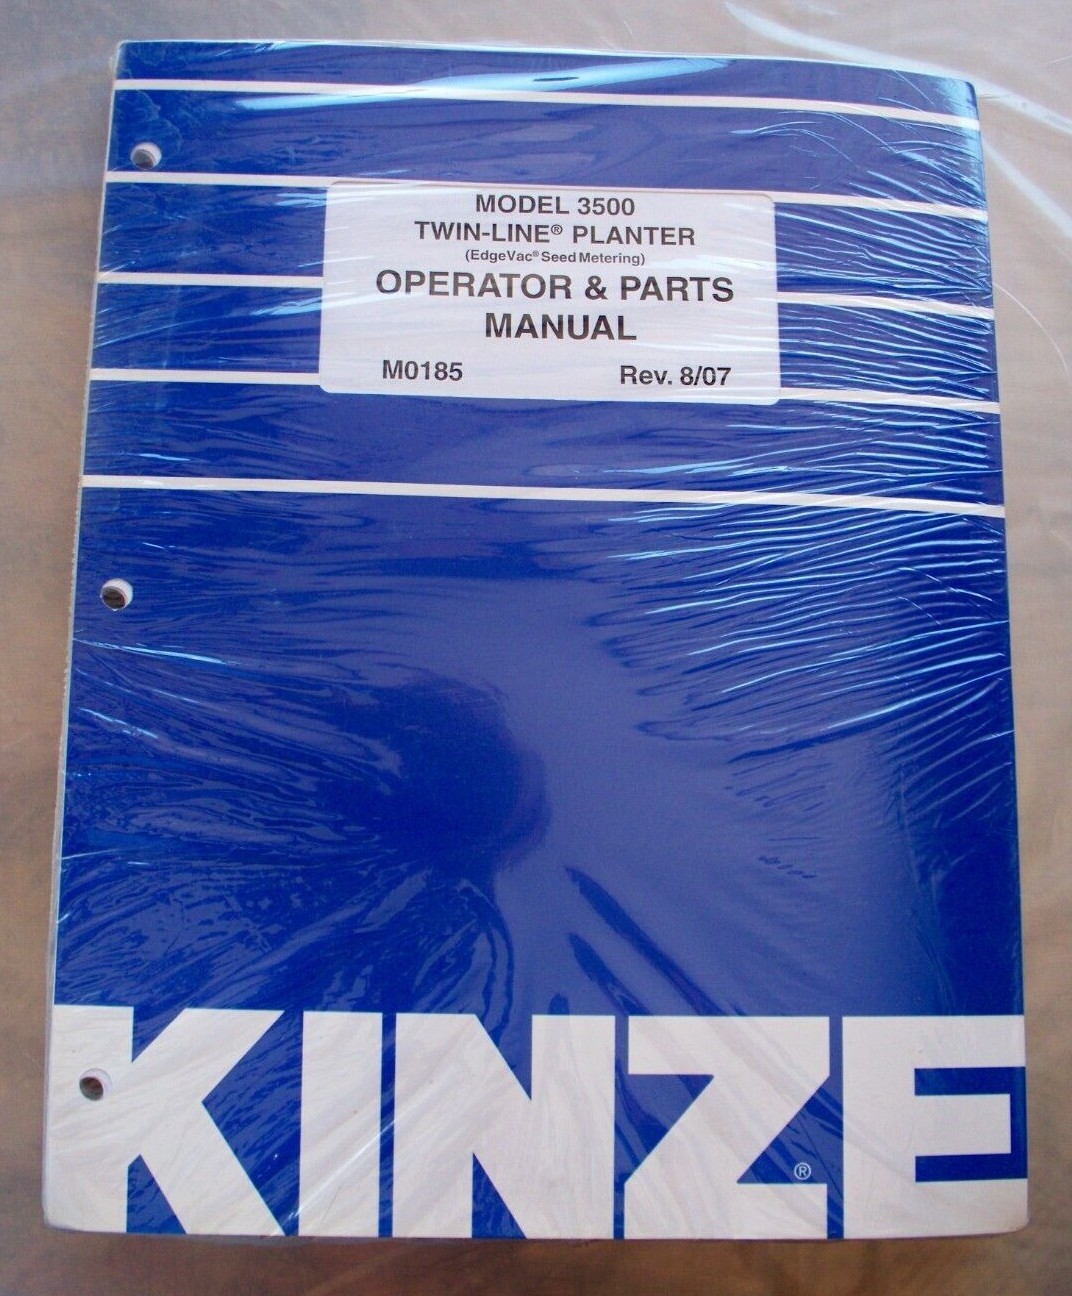 MODEL 3500
TWIN-LINE® PLANTER
(EdgeVac® Seed Metering)
OPERATOR & PARTS
MANUAL
M0185 Rev. 8/07
KINZE®